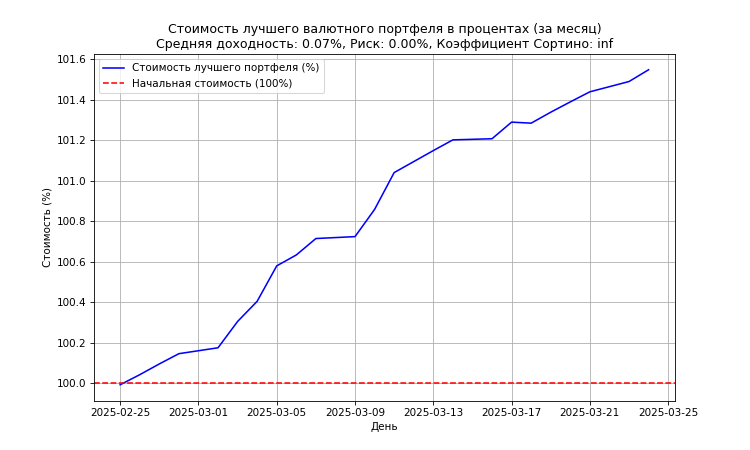 Стоимость лучшего валютного портфеля в процентах (за месяц)
Средняя доходность: 0.07%, Риск: 0.00%, Коэффициент Сортино: inf
Стоимость лучшего портфеля (%)
Начальная стоимость (100%)
Стоимость (%)
101.6
101.4
101.2
101.0
100.8
100.6
100.4
100.2
100.0
2025-02-25 2025-03-01 2025-03-05 2025-03-09 2025-03-13 2025-03-17 2025-03-21 2025-03-25
День